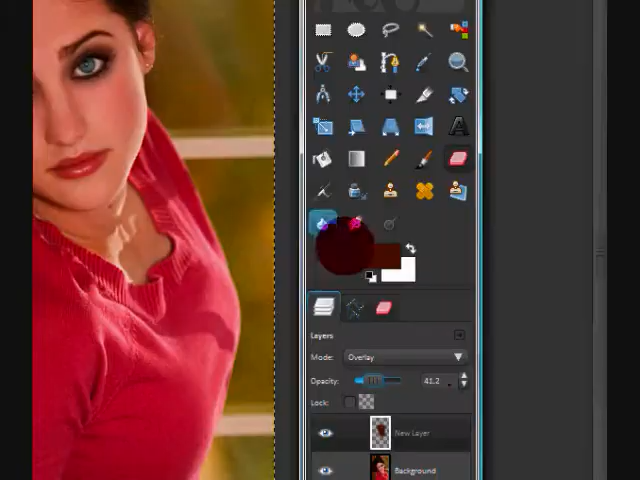 Layers
Mode: Overlay
Opacity: 41.2
Lock:
New Layer
Background